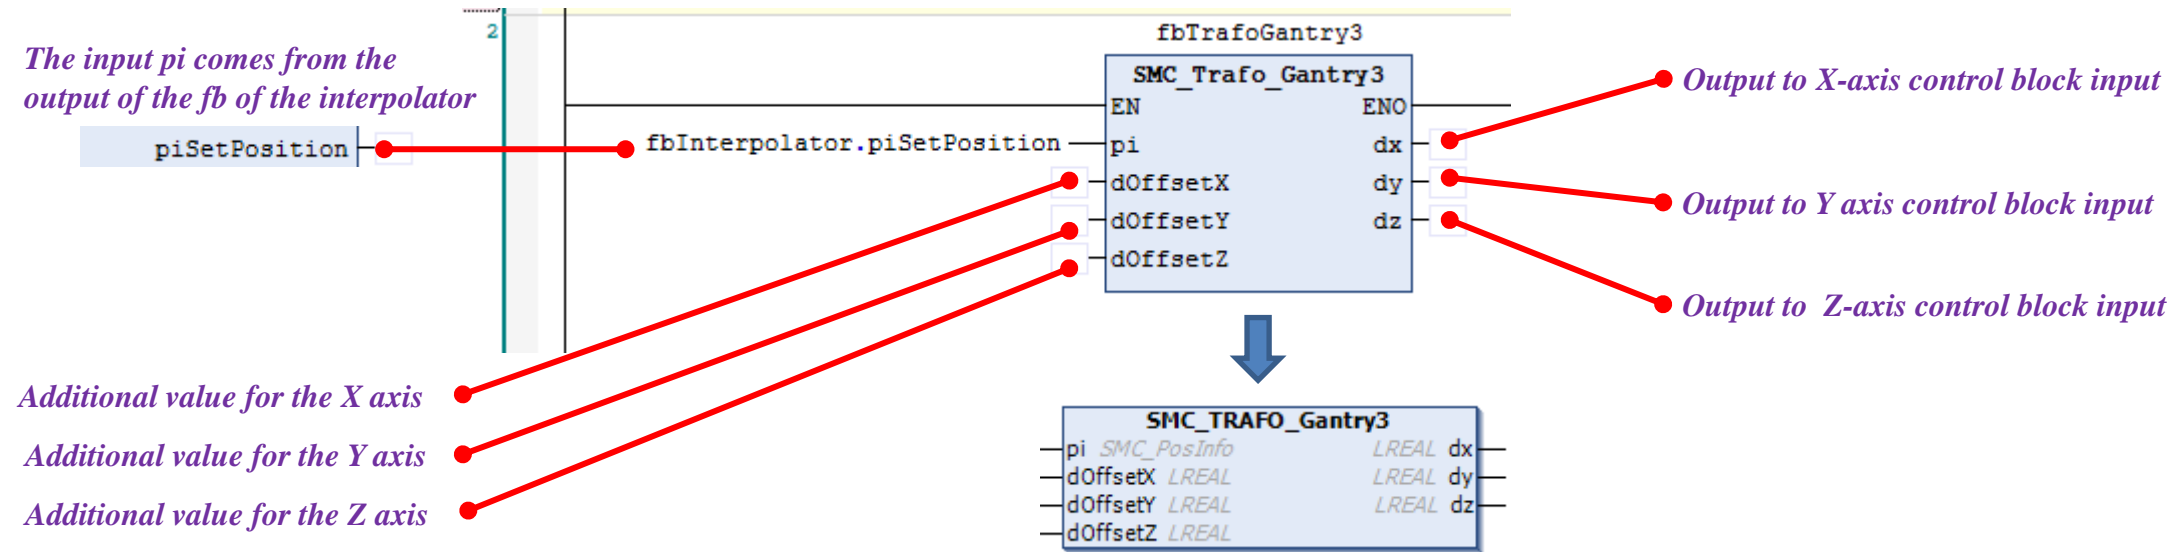 2
The input pi comes from the
output of the fb of the interpolator
piSetPosition
fbTrafoGantry3
SMC_Trafo_Gantry3
EN ENO
fbInterpolator.piSetPosition pi dx
dOffsetX dy
dOffsetY dz
dOffsetZ
Output to X-axis control block input
Output to Y axis control block input
Output to Z-axis control block input
Additional value for the X axis
Additional value for the Y axis
Additional value for the Z axis
SMC_TRAFO_Gantry3
pi SMC_PosInfo LREAL dx
dOffsetX LREAL LREAL dy
dOffsetY LREAL LREAL dz
dOffsetZ LREAL